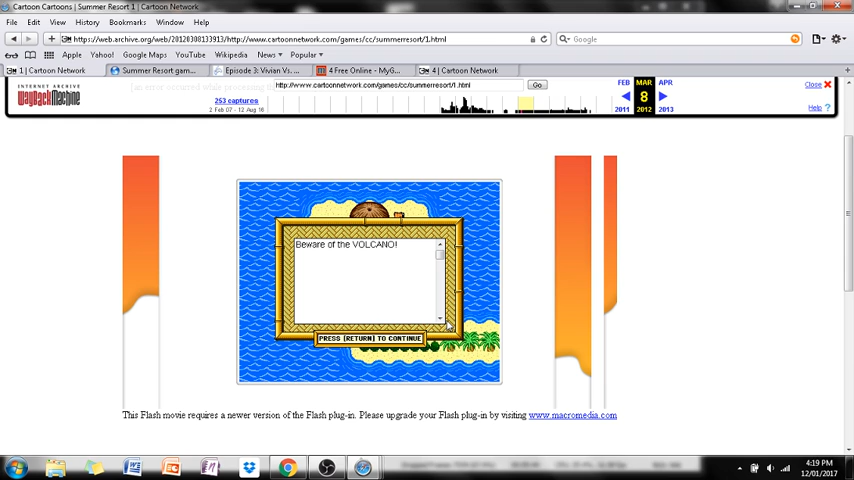 Cartoon Cartoons | Summer Resort 1 | Cartoon Network
File Edit View History Bookmarks Window Help
https://web.archive.org/web/20120308133913/http://www.cartoonnetwork.com/games/cc/summerresort/1.html
Google
Apple Yahoo! Google Maps YouTube Wikipedia News Popular
1 | Cartoon Network
Summer Resort gam...
Episode 3: Vivian Vs. ...
4 Free Online - MyG...
4 | Cartoon Network
INTERNET ARCHIVE
WayBackMachine
http://www.cartoonnetwork.com/games/cc/summerresort/1.html
Go
253 captures
2 Feb 07 - 12 Aug 16
FEB MAR APR
8
2011 2012 2013
Close
Help
Beware of the VOLCANO!
PRESS [RETURN] TO CONTINUE
This Flash movie requires a newer version of the Flash plug-in. Please upgrade your Flash plug-in by visiting www.macromedia.com
4:19 PM
12/01/2017